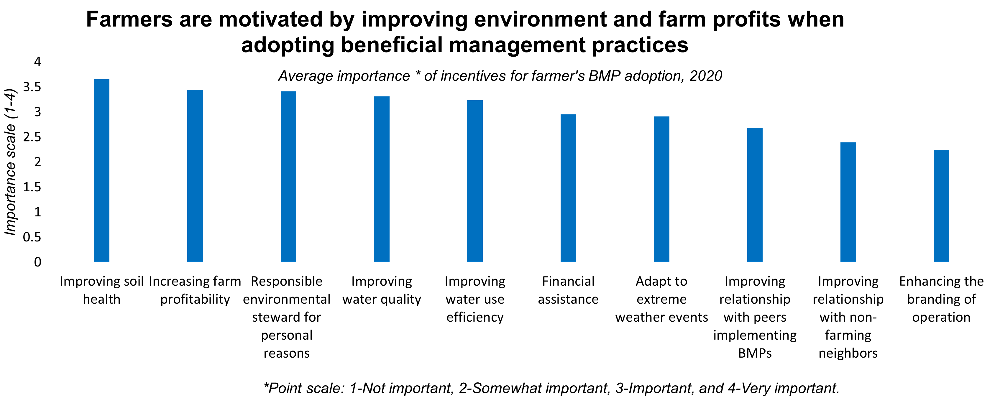 Farmers are motivated by improving environment and farm profits when
adopting beneficial management practices
Average importance * of incentives for farmer's BMP adoption, 2020
Importance scale (1-4)
4
3.5
3
2.5
2
1.5
1
0.5
0
Improving soil
health
Increasing farm
profitability
Responsible
environmental
steward for
personal
reasons
Improving
water quality
Improving
water use
efficiency
Financial
assistance
Adapt to
extreme
weather events
Improving
relationship
with peers
implementing
BMPs
Improving
relationship
with non-
farming
neighbors
Enhancing the
branding of
operation
*Point scale: 1-Not important, 2-Somewhat important, 3-Important, and 4-Very important.